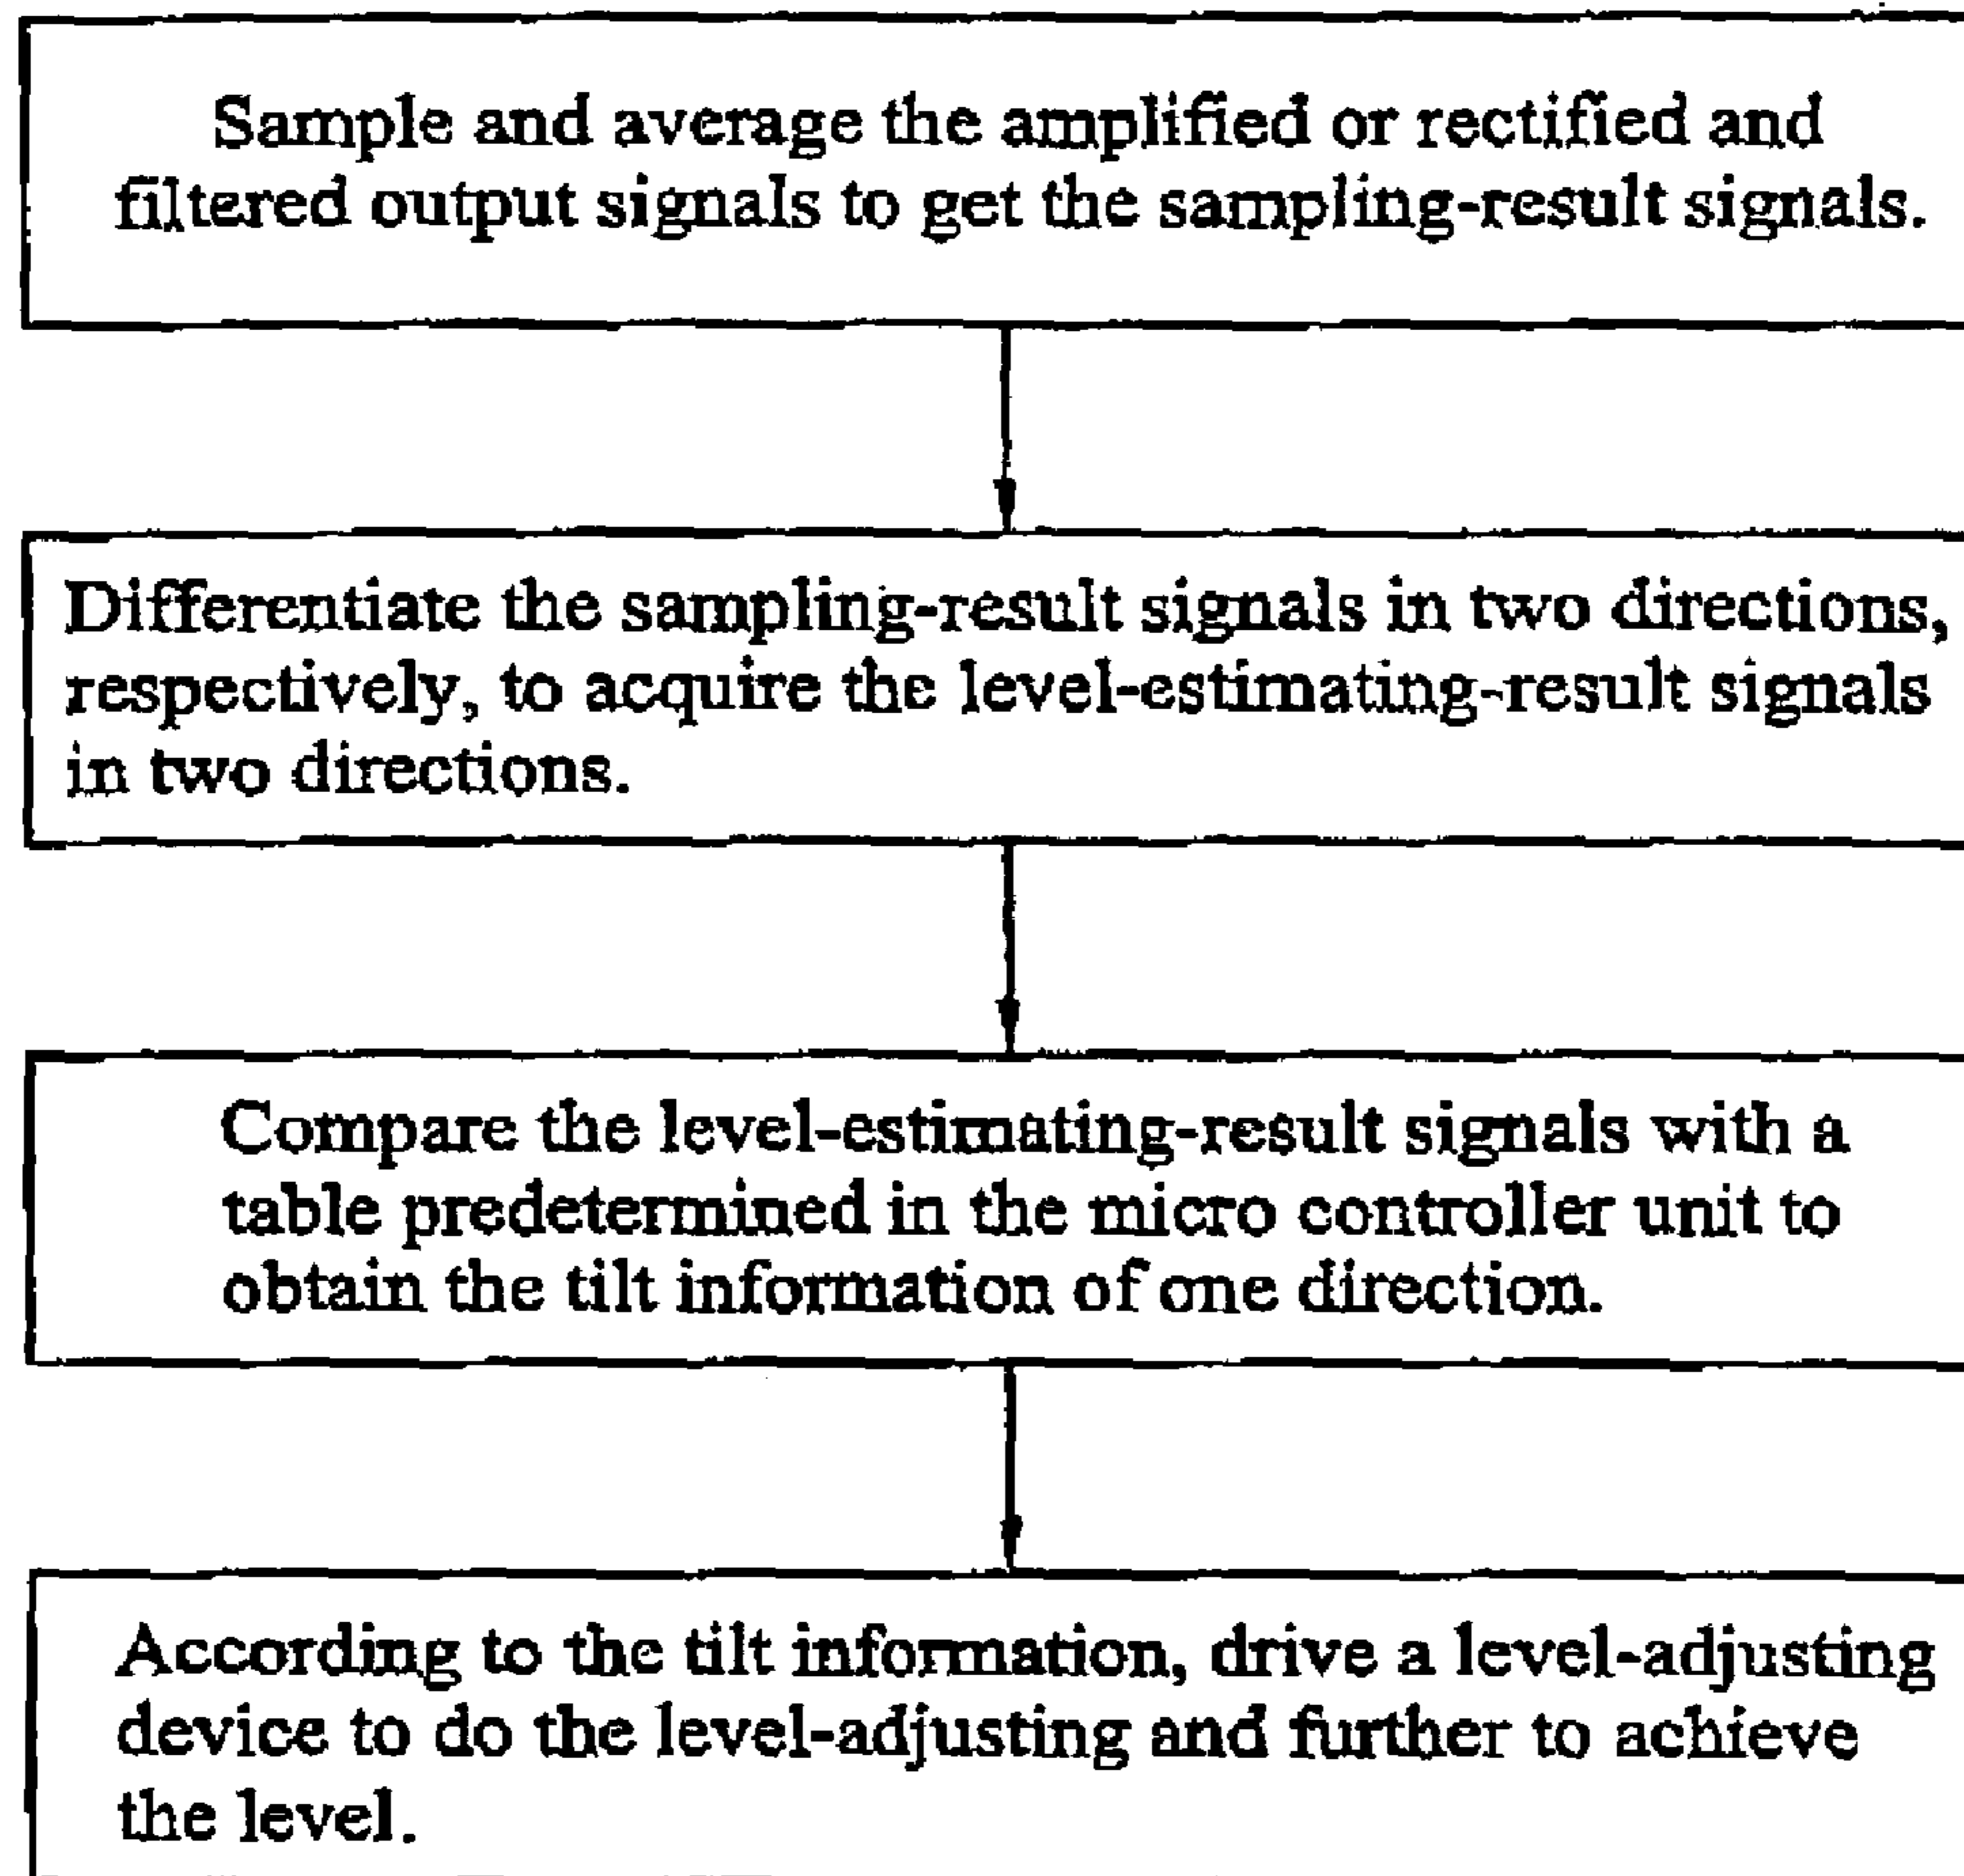 Sample and average the amplified or rectified and
filtered output signals to get the sampling-result signals.
Differentiate the sampling-result signals in two directions,
respectively, to acquire the level-estimating-result signals
in two directions.
Compare the level-estimating-result signals with a
table predetermined in the micro controller unit to
obtain the tilt information of one direction.
According to the tilt information, drive a level-adjusting
device to do the level-adjusting and further to achieve
the level.